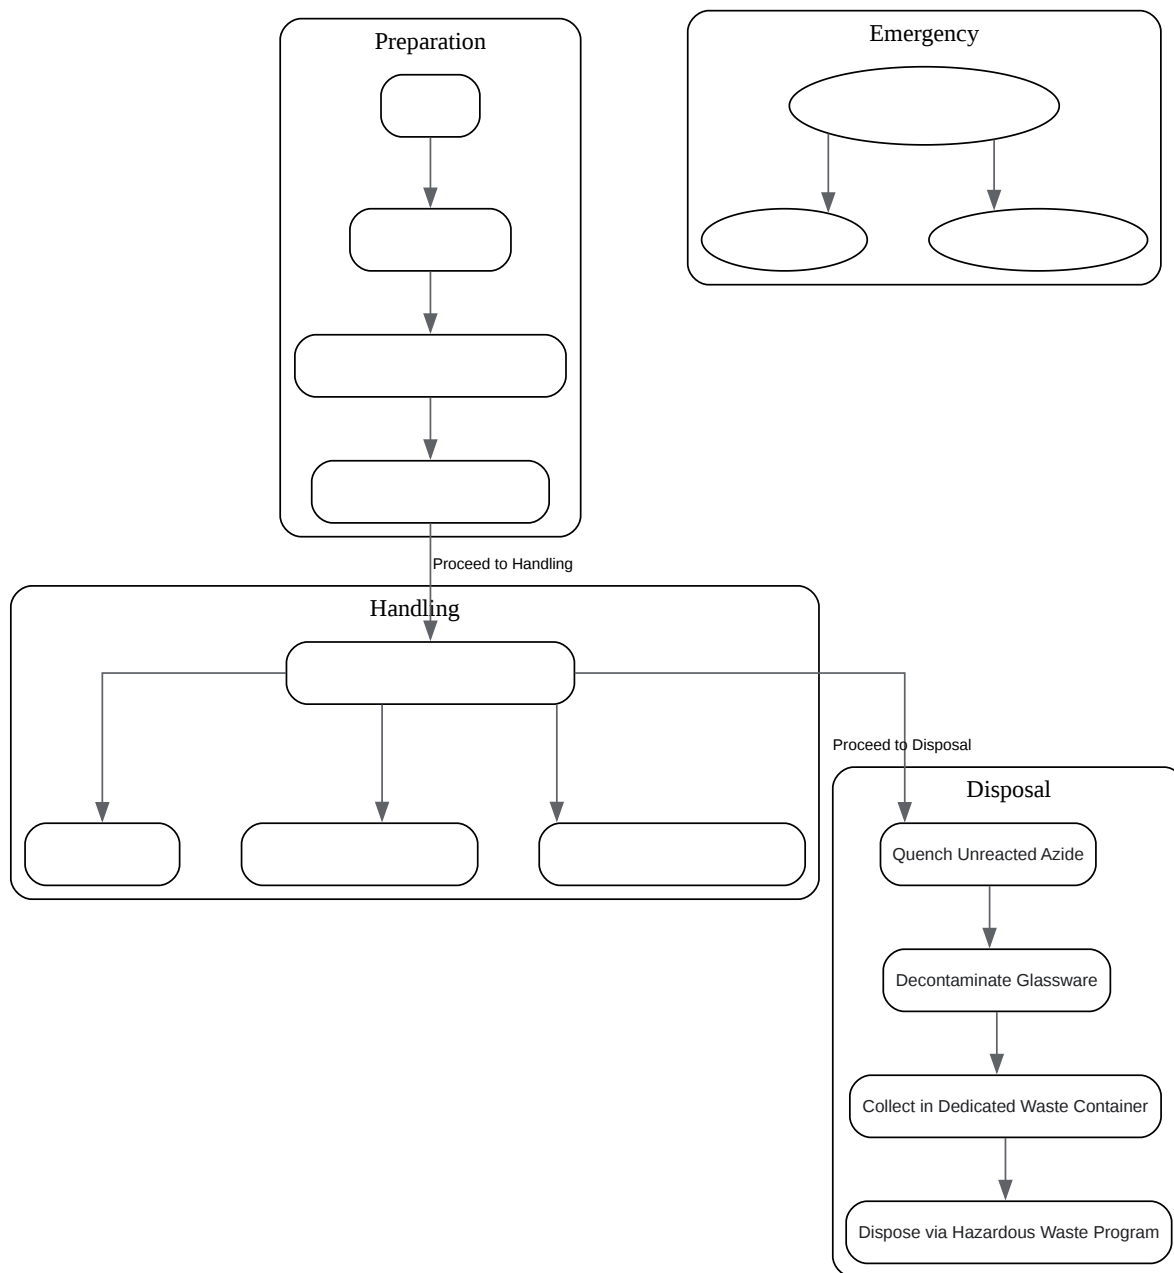 Preparation
Emergency
Proceed to Handling
Handling
Proceed to Disposal
Disposal
Quench Unreacted Azide
Decontaminate Glassware
Collect in Dedicated Waste Container
Dispose via Hazardous Waste Program